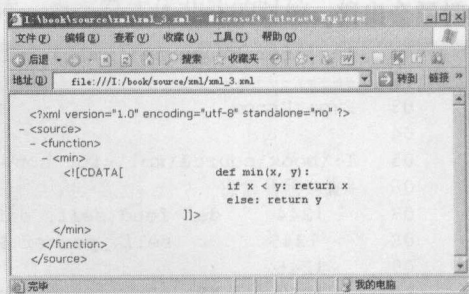 I:\book\source\xml\xml_3.xml - Microsoft Internet Explorer
文件(F) 编辑(E) 查看(V) 收藏(A) 工具(T) 帮助(H)
后退 搜索 收藏夹
地址(D) file:///I:/book/source/xml/xml_3.xml 转到 链接 »
<?xml version="1.0" encoding="utf-8" standalone="no" ?>
- <source>
- <function>
- <min>
<![CDATA[ def min(x, y):
if x < y: return x
else: return y
]]>
</min>
</function>
</source>
完毕 我的电脑